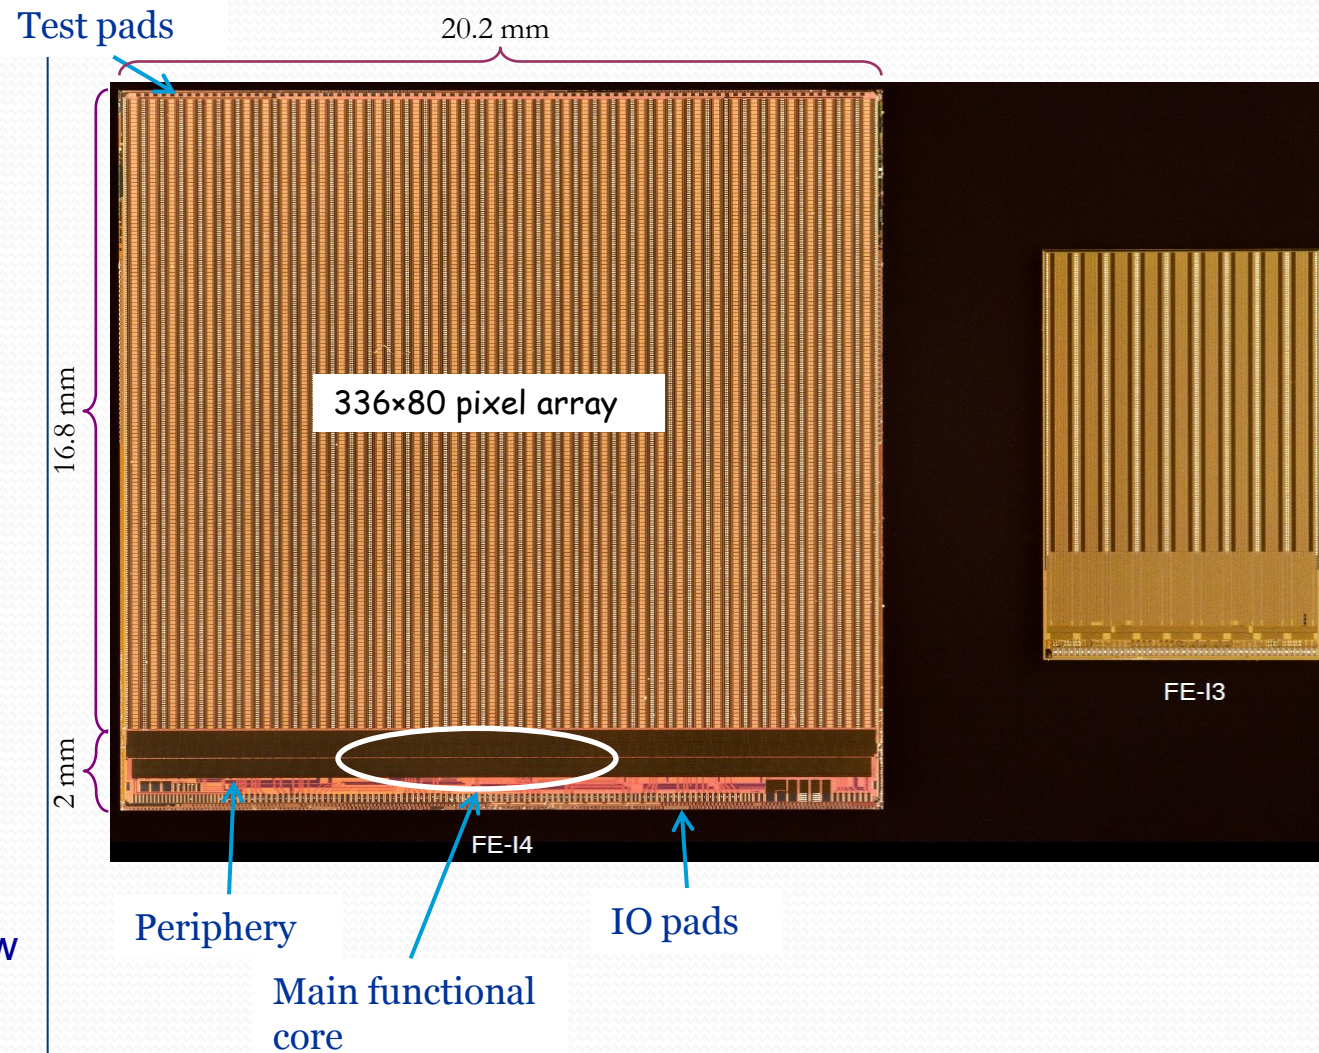 Test pads
20.2 mm
16.8 mm
336×80 pixel array
FE-I3
2 mm
FE-I4
Periphery
IO pads
w
Main functional
core